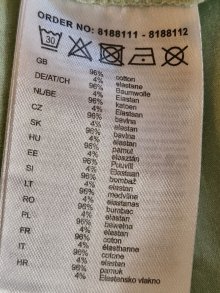 ORDER NO: 8188111 - 8188112
30
GB 96% cotton
4% elastane
DE/AT/CH 96% Baumwolle
4% Elastan
NL/BE 96% katoen
4% elastan
CZ 96% bavlna
4% elastan
SK 96% bavlna
4% elastan
HU 96% pamut
4% elasztán
EE 96% Puuvill
4% Elastaan
SI 96% bombaž
4% elastan
LT 96% medvilnė
4% elastanas
RO 96% bumbac
4% elastan
PL 96% bawełna
4% elastan
FR 96% coton
4% élasthanne
IT 96% cotone
4% elastan
HR 96% pamuk
4% Elastansko vlakno